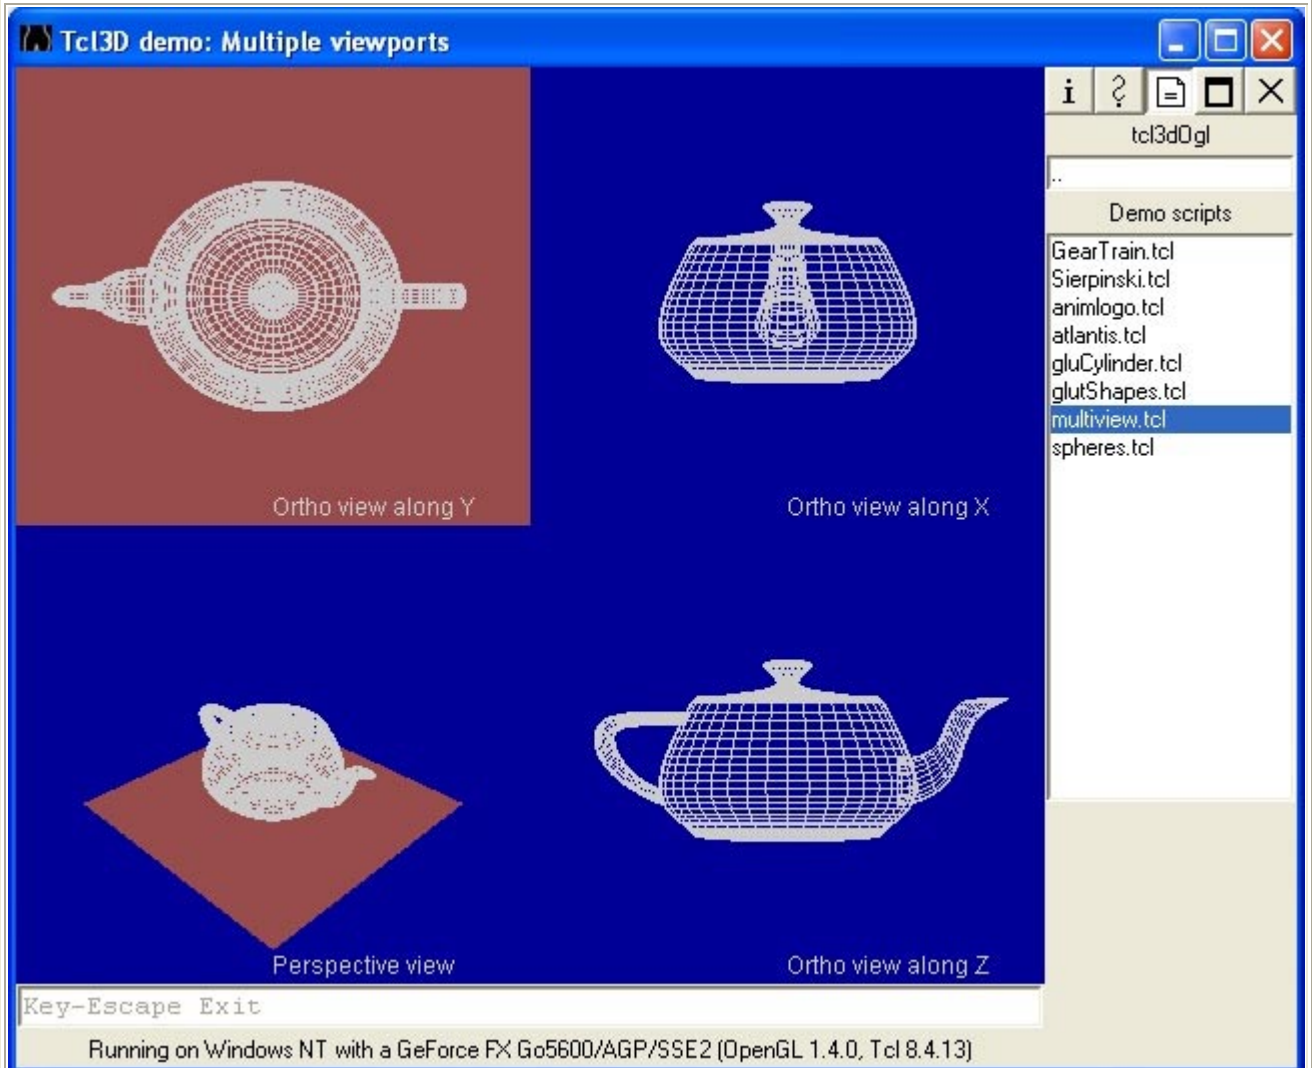 Tcl3D demo: Multiple viewports
i ?
tcl3dOgl
..
Demo scripts
GearTrain.tcl
Sierpinski.tcl
animlogo.tcl
atlantis.tcl
gluCylinder.tcl
glutShapes.tcl
multiview.tcl
spheres.tcl
Ortho view along Y
Ortho view along X
Perspective view
Ortho view along Z
Key-Escape Exit
Running on Windows NT with a GeForce FX Go5600/AGP/SSE2 (OpenGL 1.4.0, Tcl 8.4.13)